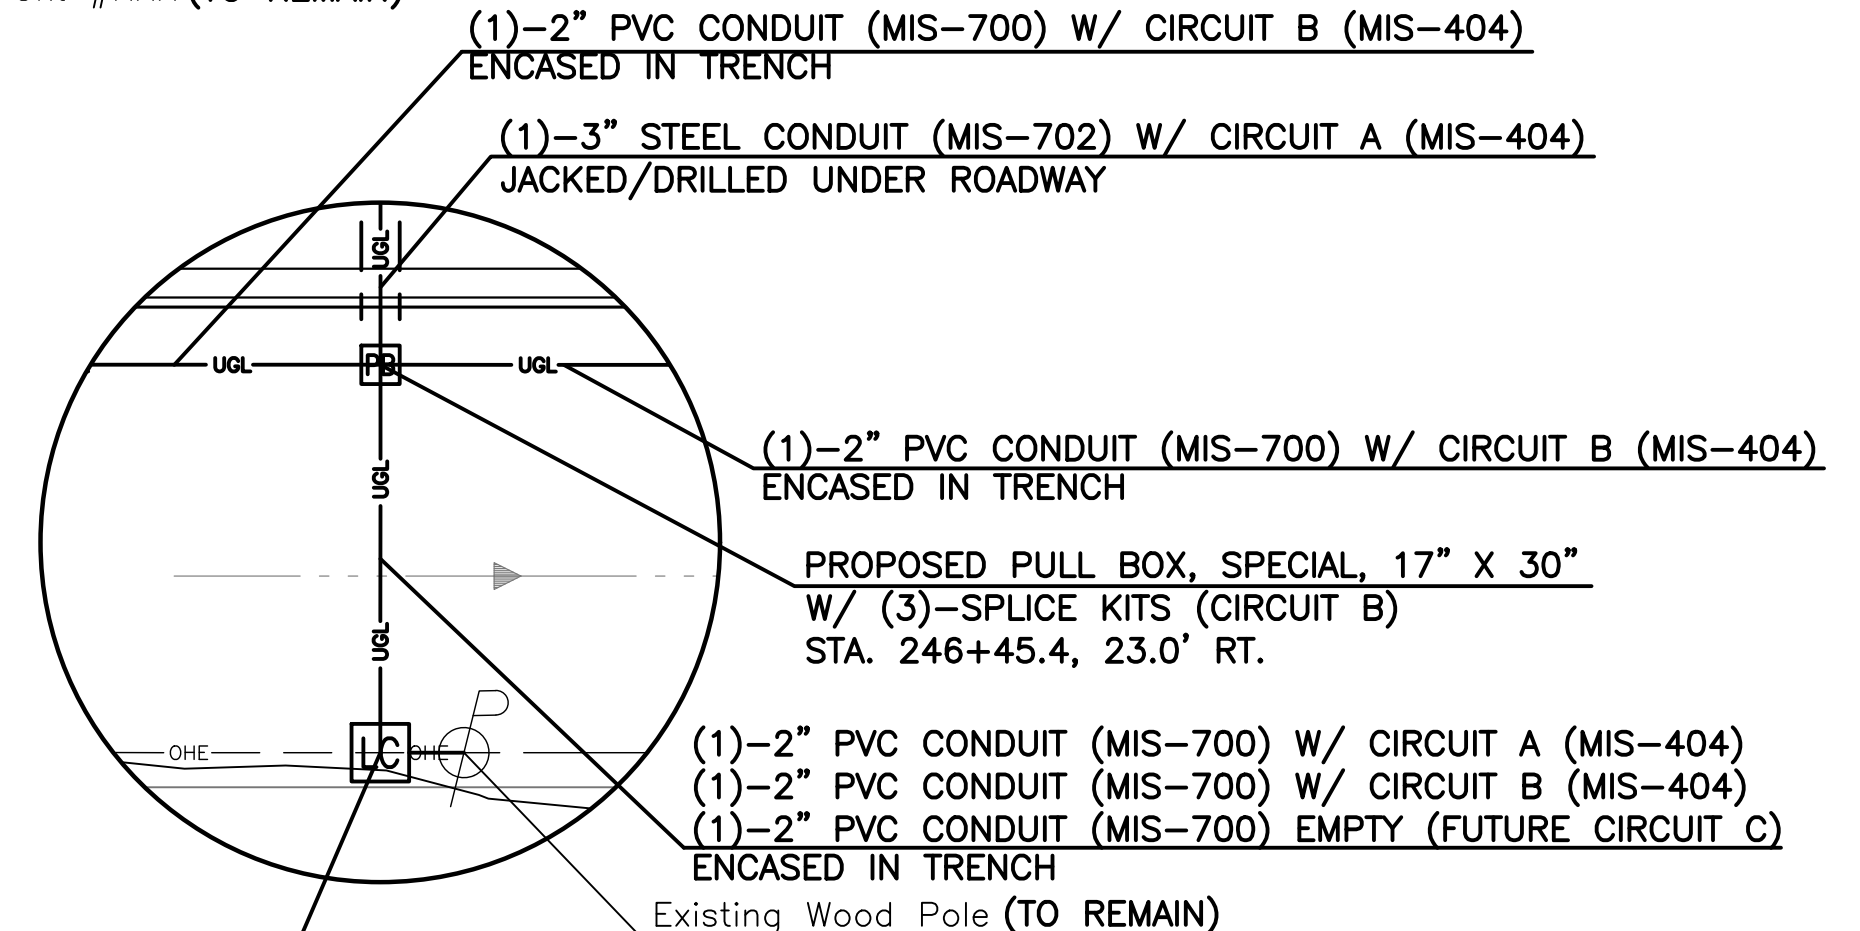 (TO REMAIN)
(1)-2" PVC CONDUIT (MIS-700) W/ CIRCUIT B (MIS-404)
ENCASED IN TRENCH
(1)-3" STEEL CONDUIT (MIS-702) W/ CIRCUIT A (MIS-404)
JACKED/DRILLED UNDER ROADWAY
UGL
UGL
PB
UGL
(1)-2" PVC CONDUIT (MIS-700) W/ CIRCUIT B (MIS-404)
ENCASED IN TRENCH
UGL
PROPOSED PULL BOX, SPECIAL, 17" X 30"
W/ (3)-SPLICE KITS (CIRCUIT B)
STA. 246+45.4, 23.0' RT.
UGL
P
OHE
LC
OHE
(1)-2" PVC CONDUIT (MIS-700) W/ CIRCUIT A (MIS-404)
(1)-2" PVC CONDUIT (MIS-700) W/ CIRCUIT B (MIS-404)
(1)-2" PVC CONDUIT (MIS-700) EMPTY (FUTURE CIRCUIT C)
ENCASED IN TRENCH
Existing Wood Pole (TO REMAIN)